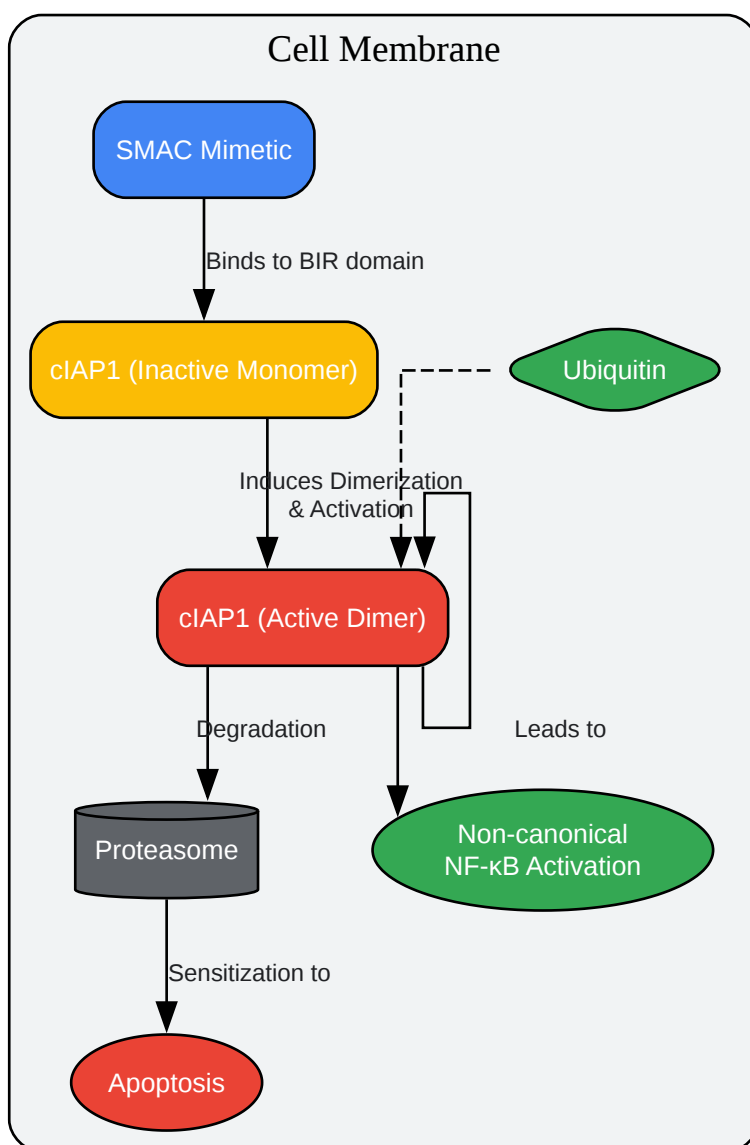 Cell Membrane
SMAC Mimetic
Binds to BIR domain
cIAP1 (Inactive Monomer)
Ubiquitin
Induces Dimerization
& Activation
cIAP1 (Active Dimer)
Degradation
Leads to
Proteasome
Non-canonical
NF-κB Activation
Sensitization to
Apoptosis